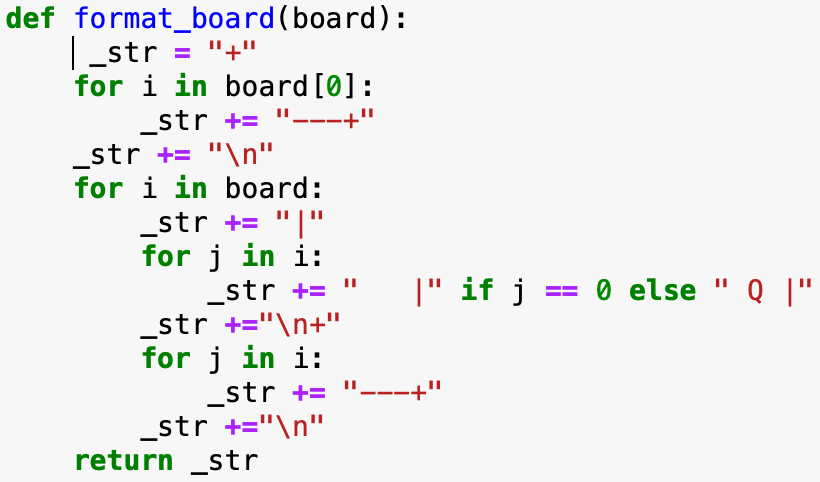 def format_board(board):
    _str = "+"
    for i in board[0]:
        _str += "---+"
    _str += "\n"
    for i in board:
        _str += "|"
        for j in i:
            _str += "   |" if j == 0 else " Q |"
        _str +="\n+"
        for j in i:
            _str += "---+"
        _str +="\n"
    return _str